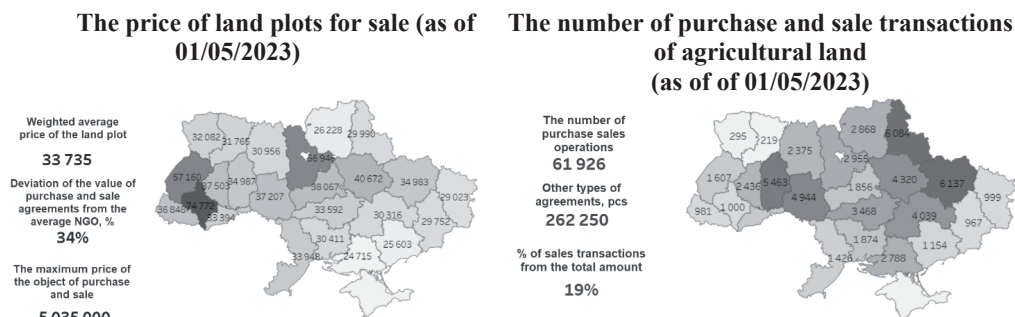 The price of land plots for sale (as of
01/05/2023)
Weighted average
price of the land plot
33 735
Deviation of the value of
purchase and sale
agreements from the
average NGO, %
34%
The maximum price of
the object of purchase
and sale
5 035 000
32 082
31 765
30 956
26 228
29 990
57 160
37 503
34 987
66 946
40 672
34 983
29 023
74 772
36 848
33 394
37 207
38 067
33 592
30 316
29 752
30 411
33 948
24 715
25 603
The number of purchase and sale transactions
of agricultural land
(as of of 01/05/2023)
The number of
purchase sales
operations
61 926
Other types of
agreements, pcs
262 250
% of sales transactions
from the total amount
19%
295
219
2 375
2 868
6 084
1 607
2 436
5 463
2 955
4 320
6 137
999
981
1 000
4 944
1 856
3 468
4 039
967
1 874
1 426
2 788
1 154